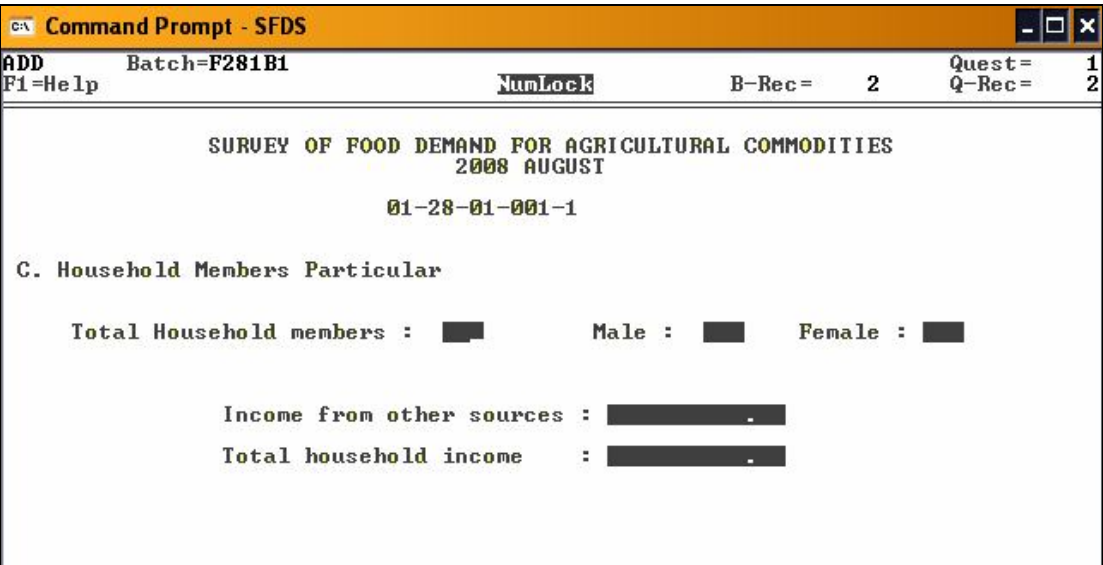 Command Prompt - SFDS
ADD Batch=F281B1 Quest= 1
F1=Help NumLock B-Rec= 2 Q-Rec= 2
SURVEY OF FOOD DEMAND FOR AGRICULTURAL COMMODITIES
2008 AUGUST
01-28-01-001-1
C. Household Members Particular
Total Household members : Male : Female :
Income from other sources : .
Total household income : .